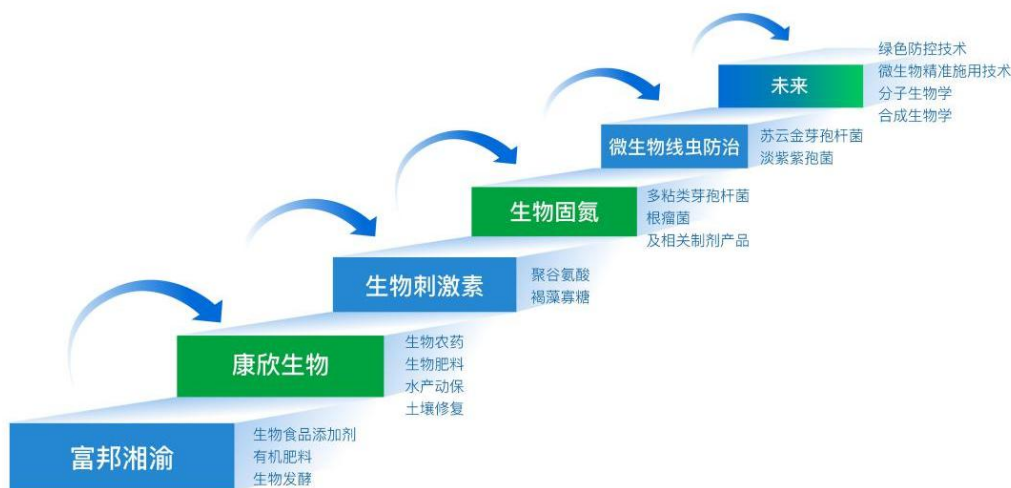 绿色防控技术
未来
微生物精准施用技术
分子生物学
合成生物学
微生物线虫防治
苏云金芽孢杆菌
淡紫紫孢菌
生物固氮
多粘类芽孢杆菌
根瘤菌
及相关制剂产品
生物刺激素
聚谷氨酸
褐藻寡糖
康欣生物
生物农药
生物肥料
水产动保
土壤修复
富邦湘渝
生物食品添加剂
有机肥料
生物发酵